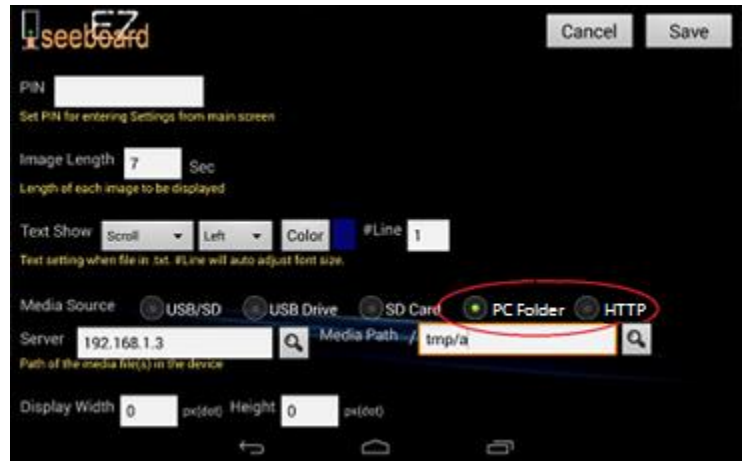 seeboard EZ
Cancel Save
PIN
Set PIN for entering Settings from main screen
Image Length 7 Sec
Length of each image to be displayed
Text Show Scroll Left Color #Line 1
Text setting when file in .txt. #Line will auto adjust font size.
Media Source USB/SD USB Drive SD Card PC Folder HTTP
Server 192.168.1.3 Media Path / tmp/a
Path of the media file(s) in the device
Display Width 0 px(dot) Height 0 px(dot)